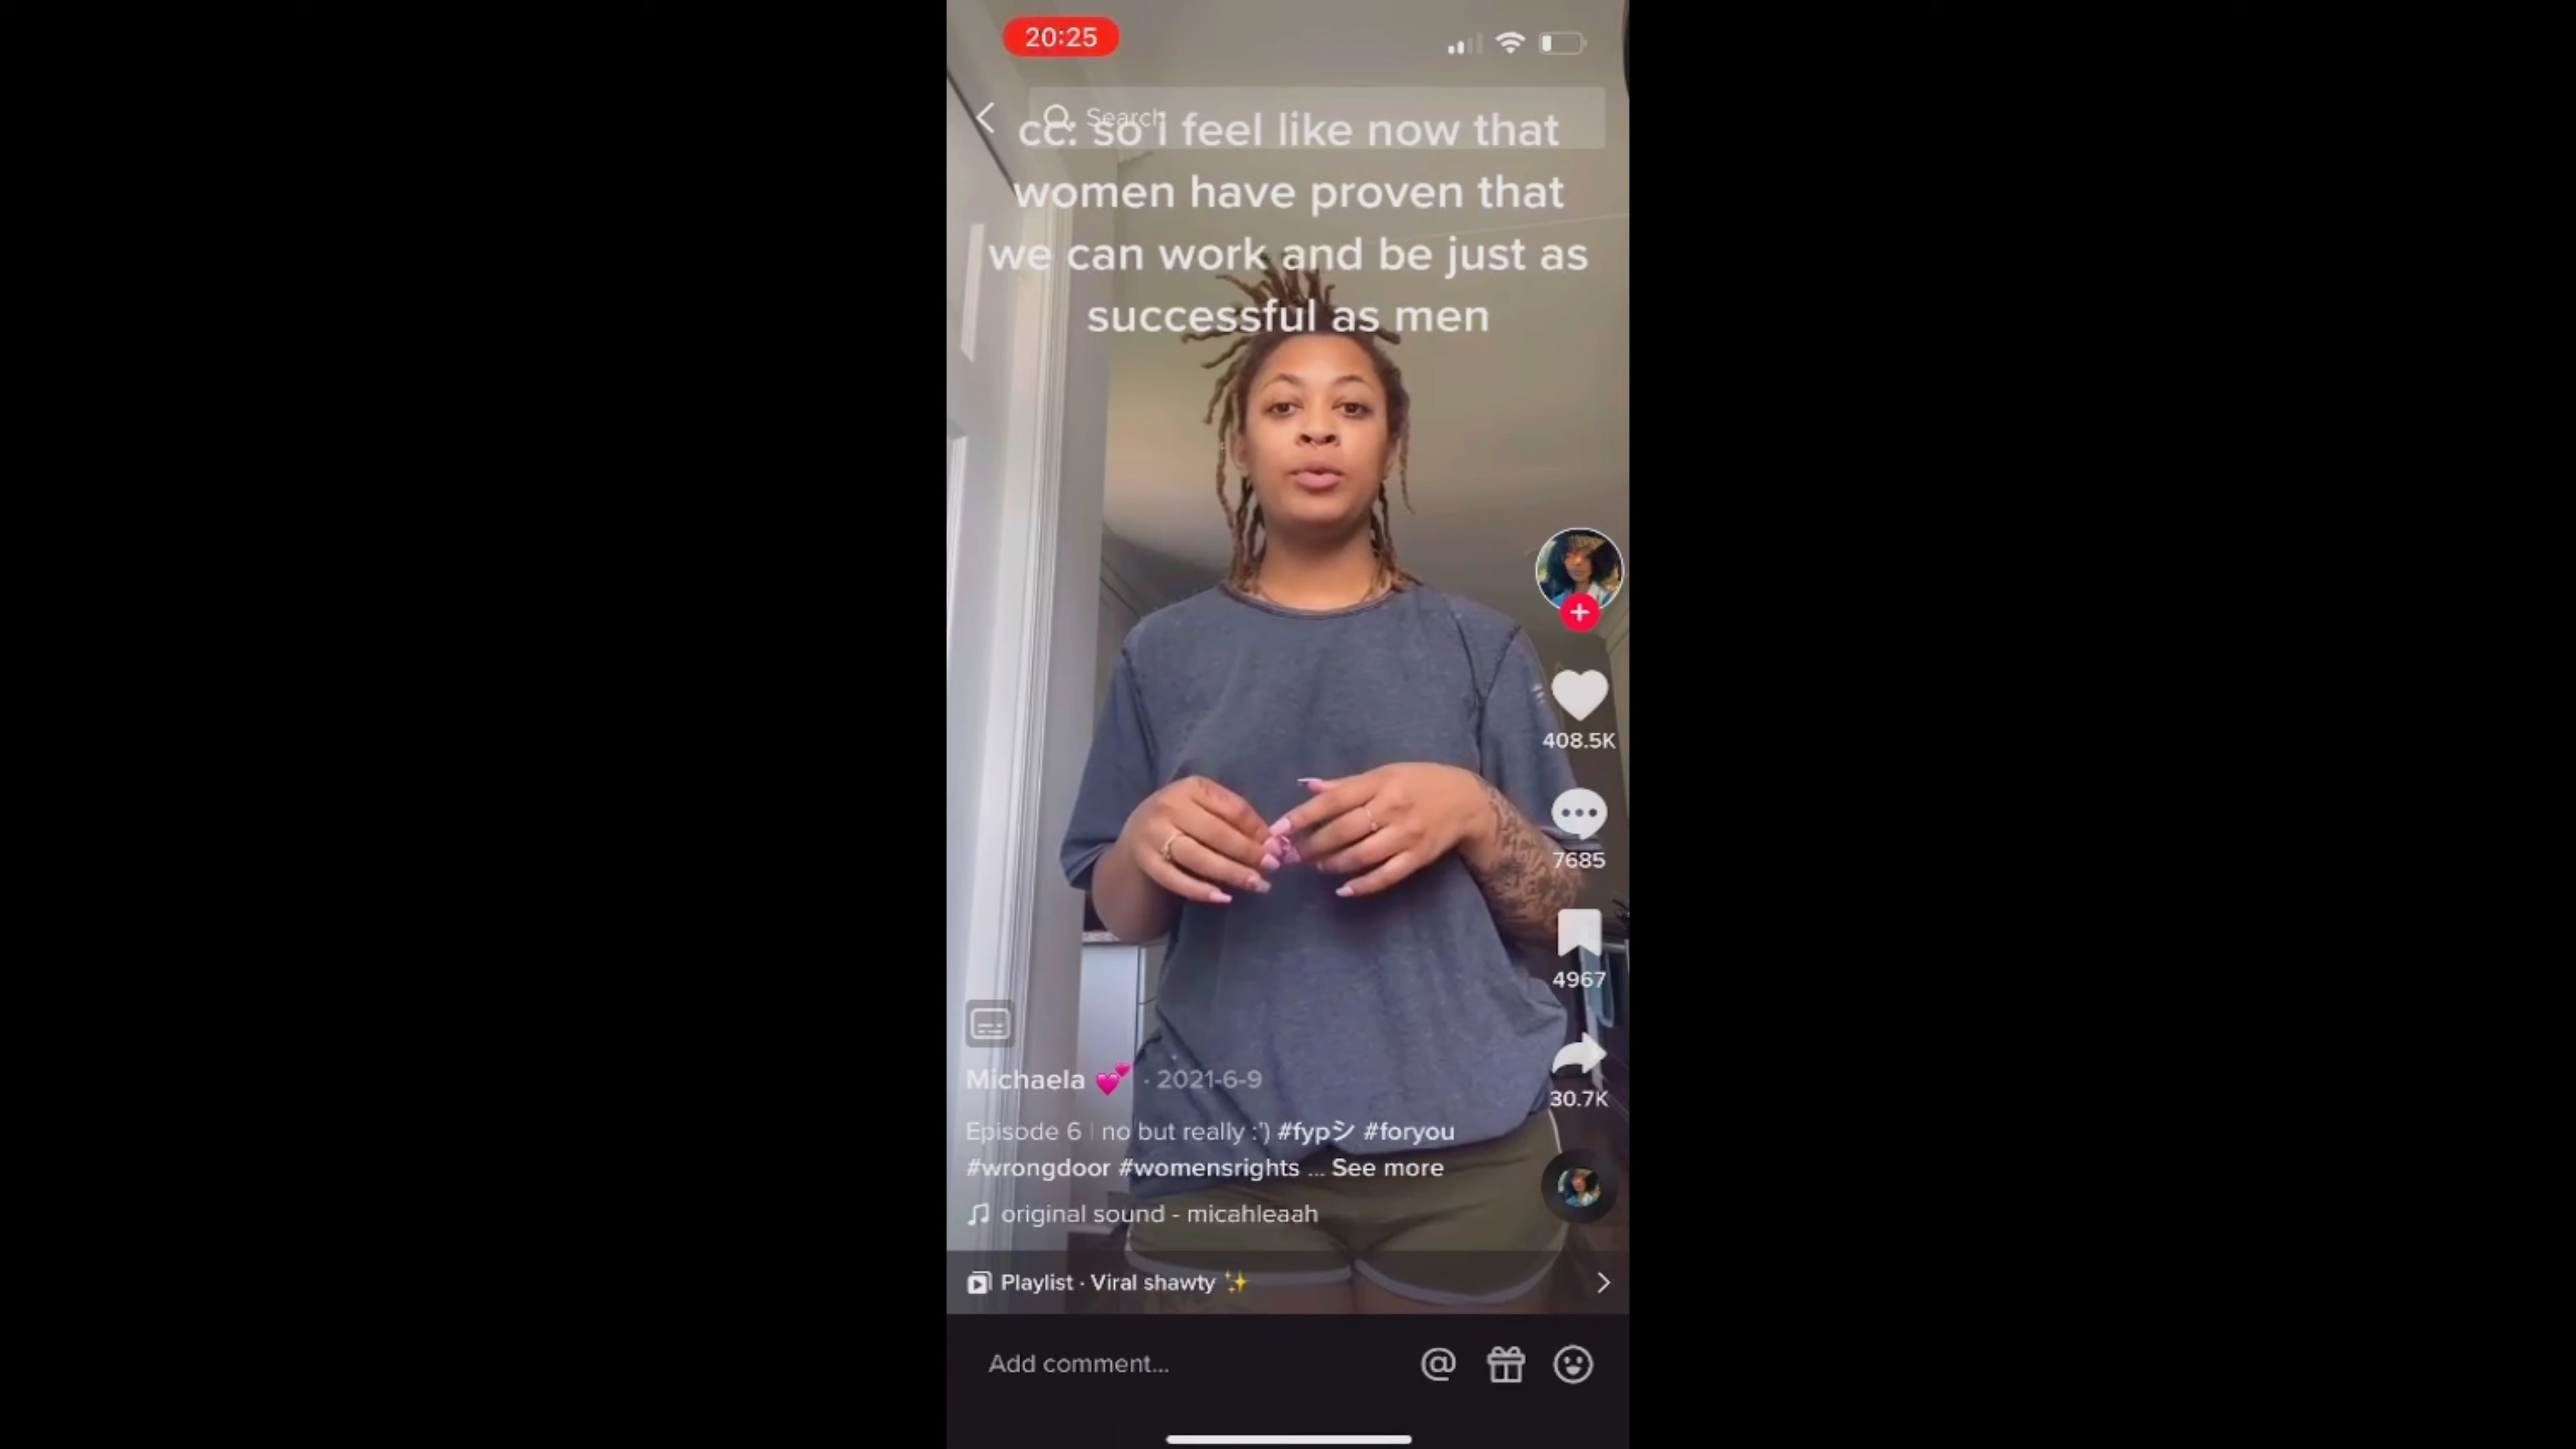 20:25
Search
cc: so i feel like now that
women have proven that
we can work and be just as
successful as men
408.5K
7685
4967
30.7K
Michaela 💕 · 2021-6-9
Episode 6 | no but really :') #fypシ #foryou
#wrongdoor #womensrights ... See more
original sound - micahleaah
Playlist · Viral shawty ✨
Add comment...